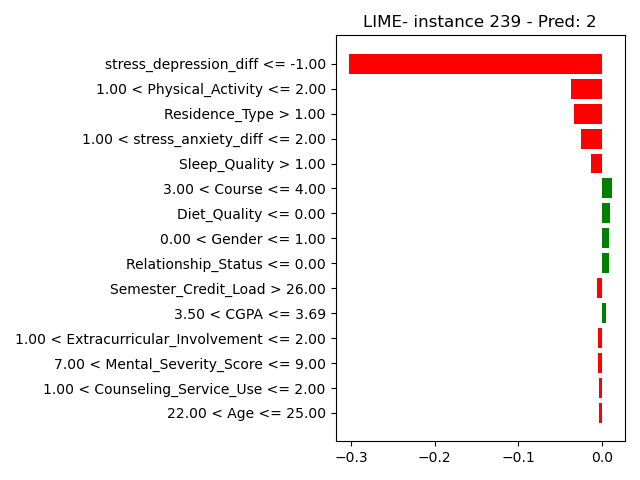 LIME- instance 239 - Pred: 2
stress_depression_diff <= -1.00
1.00 < Physical_Activity <= 2.00
Residence_Type > 1.00
1.00 < stress_anxiety_diff <= 2.00
Sleep_Quality > 1.00
3.00 < Course <= 4.00
Diet_Quality <= 0.00
0.00 < Gender <= 1.00
Relationship_Status <= 0.00
Semester_Credit_Load > 26.00
3.50 < CGPA <= 3.69
1.00 < Extracurricular_Involvement <= 2.00
7.00 < Mental_Severity_Score <= 9.00
1.00 < Counseling_Service_Use <= 2.00
22.00 < Age <= 25.00
−0.3 −0.2 −0.1 0.0